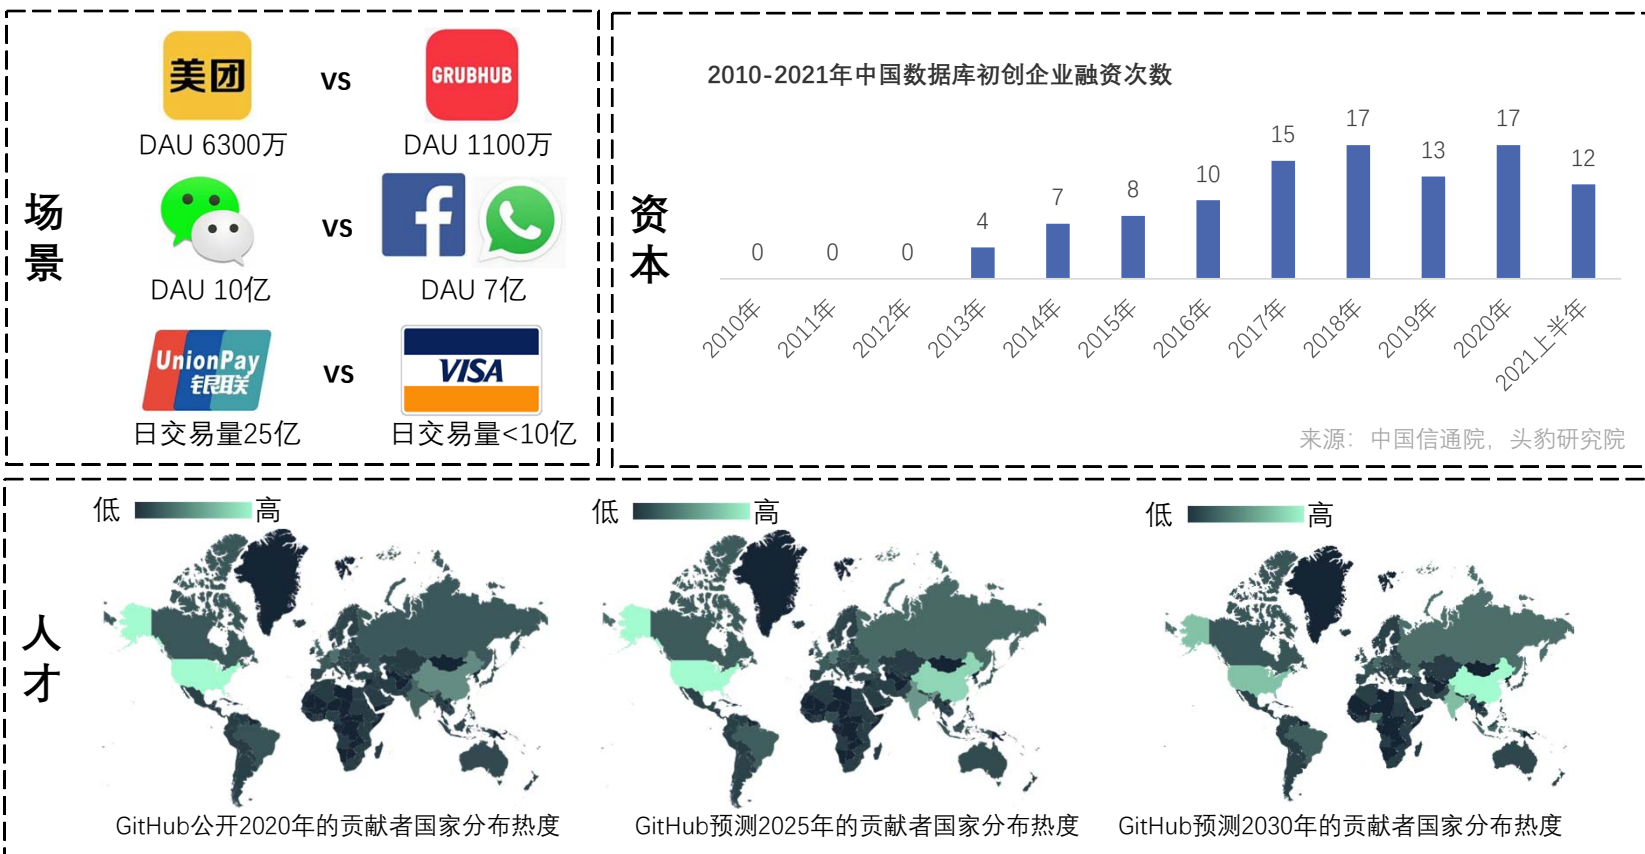 场景
美团
vs
GRUBHUB
DAU 6300万
DAU 1100万
vs
DAU 10亿
DAU 7亿
UnionPay
银联
vs
VISA
日交易量25亿
日交易量<10亿
资本
2010-2021年中国数据库初创企业融资次数
0
0
0
4
7
8
10
15
17
13
17
12
2010年
2011年
2012年
2013年
2014年
2015年
2016年
2017年
2018年
2019年
2020年
2021上半年
来源：中国信通院，头豹研究院
人才
低
高
低
高
低
高
GitHub公开2020年的贡献者国家分布热度
GitHub预测2025年的贡献者国家分布热度
GitHub预测2030年的贡献者国家分布热度